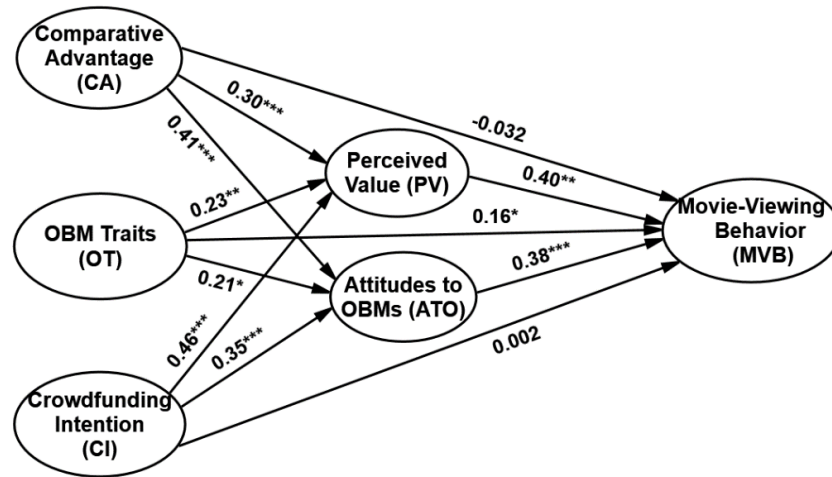 Comparative
Advantage
(CA)
0.30***
0.41***
-0.032
Perceived
Value (PV)
0.40**
0.23**
OBM Traits
(OT)
0.16*
Movie-Viewing
Behavior
(MVB)
0.21*
Attitudes to
OBMs (ATO)
0.38***
0.46***
0.35***
0.002
Crowdfunding
Intention
(CI)